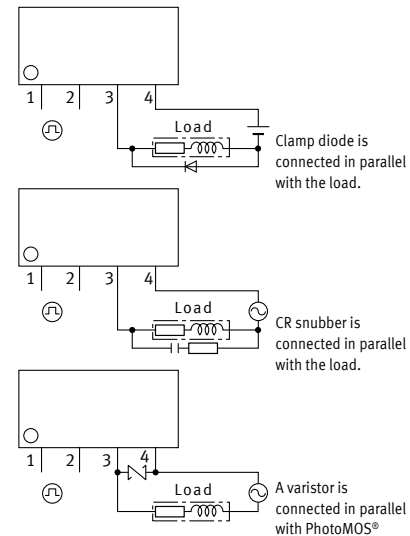 1 2 3 4
Load
Clamp diode is
connected in parallel
with the load.
1 2 3 4
Load
CR snubber is
connected in parallel
with the load.
1 2 3 4
Load
A varistor is
connected in parallel
with PhotoMOS®